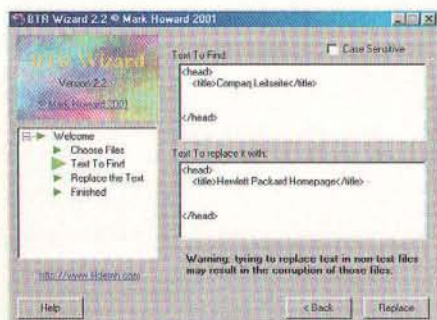 BTR Wizard 2.2 © Mark Howard 2001
BTR Wizard
Version 2.2
© Mark Howard 2001
Welcome
Choose Files
Text To Find
Replace the Text
Finished
Text To Find:
Case Sensitive
<head>
<title>Compaq Leitseite</title>
</head>
Text To replace it with:
<head>
<title>Hewlett Packard Homepage</title>
</head>
Warning: tyring to replace text in non-text files
may result in the corruption of those files.
Help
< Back
Replace